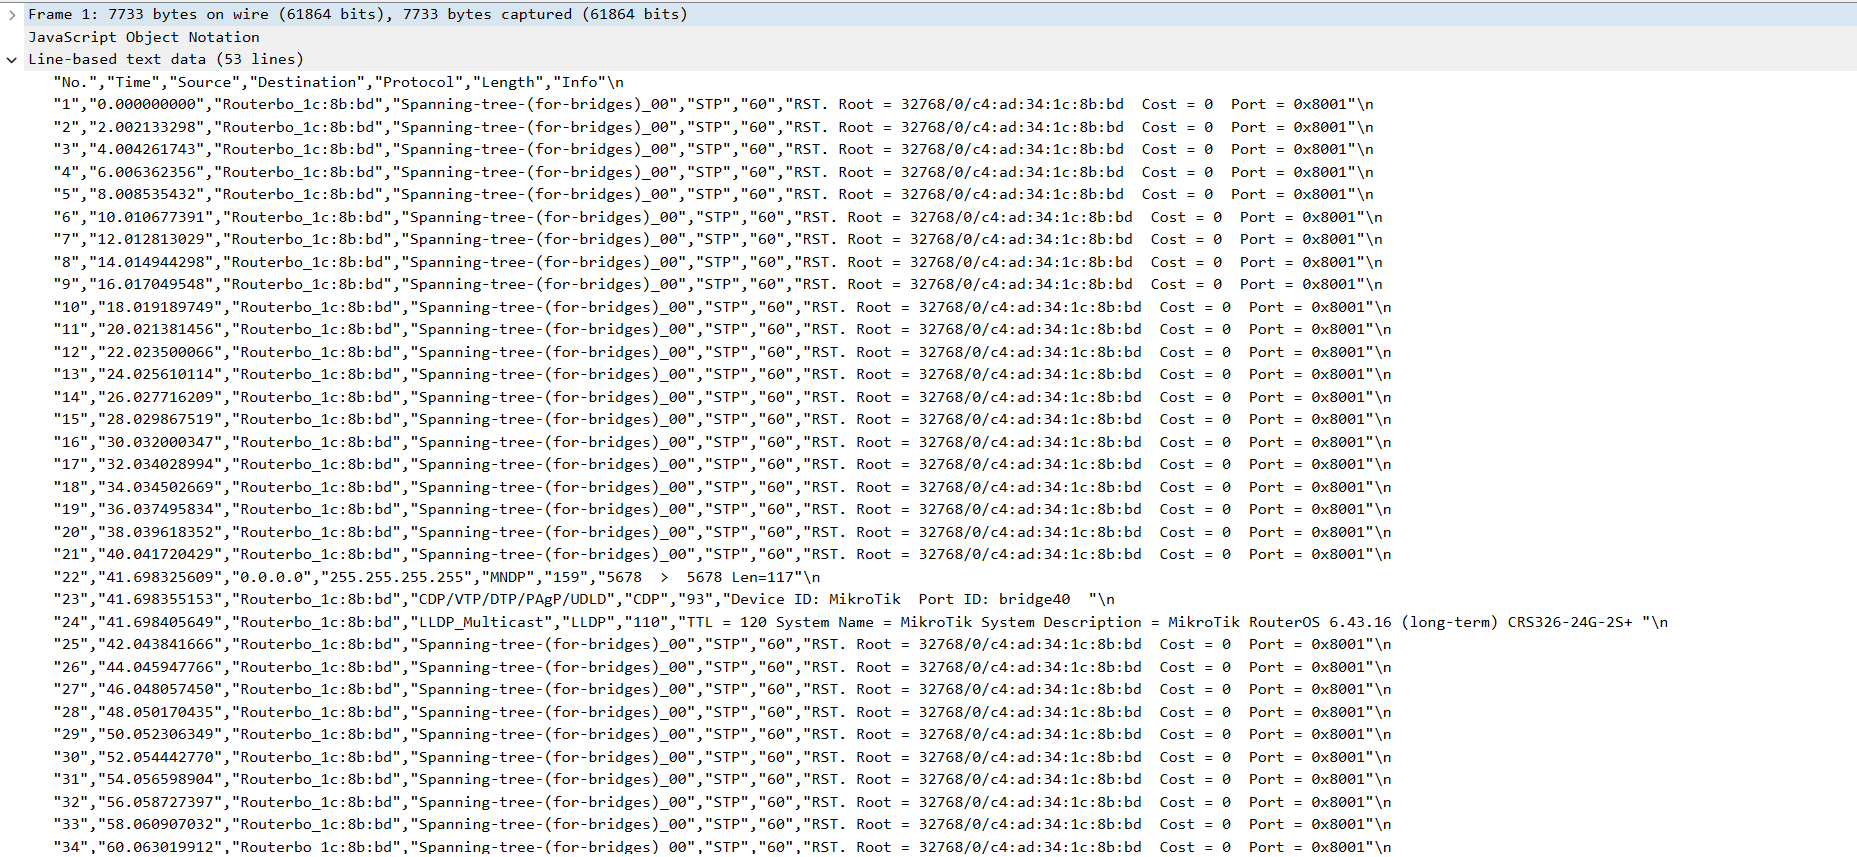 Frame 1: 7733 bytes on wire (61864 bits), 7733 bytes captured (61864 bits)
JavaScript Object Notation
Line-based text data (53 lines)
"No.","Time","Source","Destination","Protocol","Length","Info"\n
"1","0.000000000","Routerbo_1c:8b:bd","Spanning-tree-(for-bridges)_00","STP","60","RST. Root = 32768/0/c4:ad:34:1c:8b:bd  Cost = 0  Port = 0x8001"\n
"2","2.002133298","Routerbo_1c:8b:bd","Spanning-tree-(for-bridges)_00","STP","60","RST. Root = 32768/0/c4:ad:34:1c:8b:bd  Cost = 0  Port = 0x8001"\n
"3","4.004261743","Routerbo_1c:8b:bd","Spanning-tree-(for-bridges)_00","STP","60","RST. Root = 32768/0/c4:ad:34:1c:8b:bd  Cost = 0  Port = 0x8001"\n
"4","6.006362356","Routerbo_1c:8b:bd","Spanning-tree-(for-bridges)_00","STP","60","RST. Root = 32768/0/c4:ad:34:1c:8b:bd  Cost = 0  Port = 0x8001"\n
"5","8.008535432","Routerbo_1c:8b:bd","Spanning-tree-(for-bridges)_00","STP","60","RST. Root = 32768/0/c4:ad:34:1c:8b:bd  Cost = 0  Port = 0x8001"\n
"6","10.010677391","Routerbo_1c:8b:bd","Spanning-tree-(for-bridges)_00","STP","60","RST. Root = 32768/0/c4:ad:34:1c:8b:bd  Cost = 0  Port = 0x8001"\n
"7","12.012813029","Routerbo_1c:8b:bd","Spanning-tree-(for-bridges)_00","STP","60","RST. Root = 32768/0/c4:ad:34:1c:8b:bd  Cost = 0  Port = 0x8001"\n
"8","14.014944298","Routerbo_1c:8b:bd","Spanning-tree-(for-bridges)_00","STP","60","RST. Root = 32768/0/c4:ad:34:1c:8b:bd  Cost = 0  Port = 0x8001"\n
"9","16.017049548","Routerbo_1c:8b:bd","Spanning-tree-(for-bridges)_00","STP","60","RST. Root = 32768/0/c4:ad:34:1c:8b:bd  Cost = 0  Port = 0x8001"\n
"10","18.019189749","Routerbo_1c:8b:bd","Spanning-tree-(for-bridges)_00","STP","60","RST. Root = 32768/0/c4:ad:34:1c:8b:bd  Cost = 0  Port = 0x8001"\n
"11","20.021381456","Routerbo_1c:8b:bd","Spanning-tree-(for-bridges)_00","STP","60","RST. Root = 32768/0/c4:ad:34:1c:8b:bd  Cost = 0  Port = 0x8001"\n
"12","22.023500066","Routerbo_1c:8b:bd","Spanning-tree-(for-bridges)_00","STP","60","RST. Root = 32768/0/c4:ad:34:1c:8b:bd  Cost = 0  Port = 0x8001"\n
"13","24.025610114","Routerbo_1c:8b:bd","Spanning-tree-(for-bridges)_00","STP","60","RST. Root = 32768/0/c4:ad:34:1c:8b:bd  Cost = 0  Port = 0x8001"\n
"14","26.027716209","Routerbo_1c:8b:bd","Spanning-tree-(for-bridges)_00","STP","60","RST. Root = 32768/0/c4:ad:34:1c:8b:bd  Cost = 0  Port = 0x8001"\n
"15","28.029867519","Routerbo_1c:8b:bd","Spanning-tree-(for-bridges)_00","STP","60","RST. Root = 32768/0/c4:ad:34:1c:8b:bd  Cost = 0  Port = 0x8001"\n
"16","30.032000347","Routerbo_1c:8b:bd","Spanning-tree-(for-bridges)_00","STP","60","RST. Root = 32768/0/c4:ad:34:1c:8b:bd  Cost = 0  Port = 0x8001"\n
"17","32.034028994","Routerbo_1c:8b:bd","Spanning-tree-(for-bridges)_00","STP","60","RST. Root = 32768/0/c4:ad:34:1c:8b:bd  Cost = 0  Port = 0x8001"\n
"18","34.034502669","Routerbo_1c:8b:bd","Spanning-tree-(for-bridges)_00","STP","60","RST. Root = 32768/0/c4:ad:34:1c:8b:bd  Cost = 0  Port = 0x8001"\n
"19","36.037495834","Routerbo_1c:8b:bd","Spanning-tree-(for-bridges)_00","STP","60","RST. Root = 32768/0/c4:ad:34:1c:8b:bd  Cost = 0  Port = 0x8001"\n
"20","38.039618352","Routerbo_1c:8b:bd","Spanning-tree-(for-bridges)_00","STP","60","RST. Root = 32768/0/c4:ad:34:1c:8b:bd  Cost = 0  Port = 0x8001"\n
"21","40.041720429","Routerbo_1c:8b:bd","Spanning-tree-(for-bridges)_00","STP","60","RST. Root = 32768/0/c4:ad:34:1c:8b:bd  Cost = 0  Port = 0x8001"\n
"22","41.698325609","0.0.0.0","255.255.255.255","MNDP","159","5678  >  5678 Len=117"\n
"23","41.698355153","Routerbo_1c:8b:bd","CDP/VTP/DTP/PAgP/UDLD","CDP","93","Device ID: MikroTik  Port ID: bridge40  "\n
"24","41.698405649","Routerbo_1c:8b:bd","LLDP_Multicast","LLDP","110","TTL = 120 System Name = MikroTik System Description = MikroTik RouterOS 6.43.16 (long-term) CRS326-24G-2S+ "\n
"25","42.043841666","Routerbo_1c:8b:bd","Spanning-tree-(for-bridges)_00","STP","60","RST. Root = 32768/0/c4:ad:34:1c:8b:bd  Cost = 0  Port = 0x8001"\n
"26","44.045947766","Routerbo_1c:8b:bd","Spanning-tree-(for-bridges)_00","STP","60","RST. Root = 32768/0/c4:ad:34:1c:8b:bd  Cost = 0  Port = 0x8001"\n
"27","46.048057450","Routerbo_1c:8b:bd","Spanning-tree-(for-bridges)_00","STP","60","RST. Root = 32768/0/c4:ad:34:1c:8b:bd  Cost = 0  Port = 0x8001"\n
"28","48.050170435","Routerbo_1c:8b:bd","Spanning-tree-(for-bridges)_00","STP","60","RST. Root = 32768/0/c4:ad:34:1c:8b:bd  Cost = 0  Port = 0x8001"\n
"29","50.052306349","Routerbo_1c:8b:bd","Spanning-tree-(for-bridges)_00","STP","60","RST. Root = 32768/0/c4:ad:34:1c:8b:bd  Cost = 0  Port = 0x8001"\n
"30","52.054442770","Routerbo_1c:8b:bd","Spanning-tree-(for-bridges)_00","STP","60","RST. Root = 32768/0/c4:ad:34:1c:8b:bd  Cost = 0  Port = 0x8001"\n
"31","54.056598904","Routerbo_1c:8b:bd","Spanning-tree-(for-bridges)_00","STP","60","RST. Root = 32768/0/c4:ad:34:1c:8b:bd  Cost = 0  Port = 0x8001"\n
"32","56.058727397","Routerbo_1c:8b:bd","Spanning-tree-(for-bridges)_00","STP","60","RST. Root = 32768/0/c4:ad:34:1c:8b:bd  Cost = 0  Port = 0x8001"\n
"33","58.060907032","Routerbo_1c:8b:bd","Spanning-tree-(for-bridges)_00","STP","60","RST. Root = 32768/0/c4:ad:34:1c:8b:bd  Cost = 0  Port = 0x8001"\n
"34","60.063019912","Routerbo_1c:8b:bd","Spanning-tree-(for-bridges)_00","STP","60","RST. Root = 32768/0/c4:ad:34:1c:8b:bd  Cost = 0  Port = 0x8001"\n